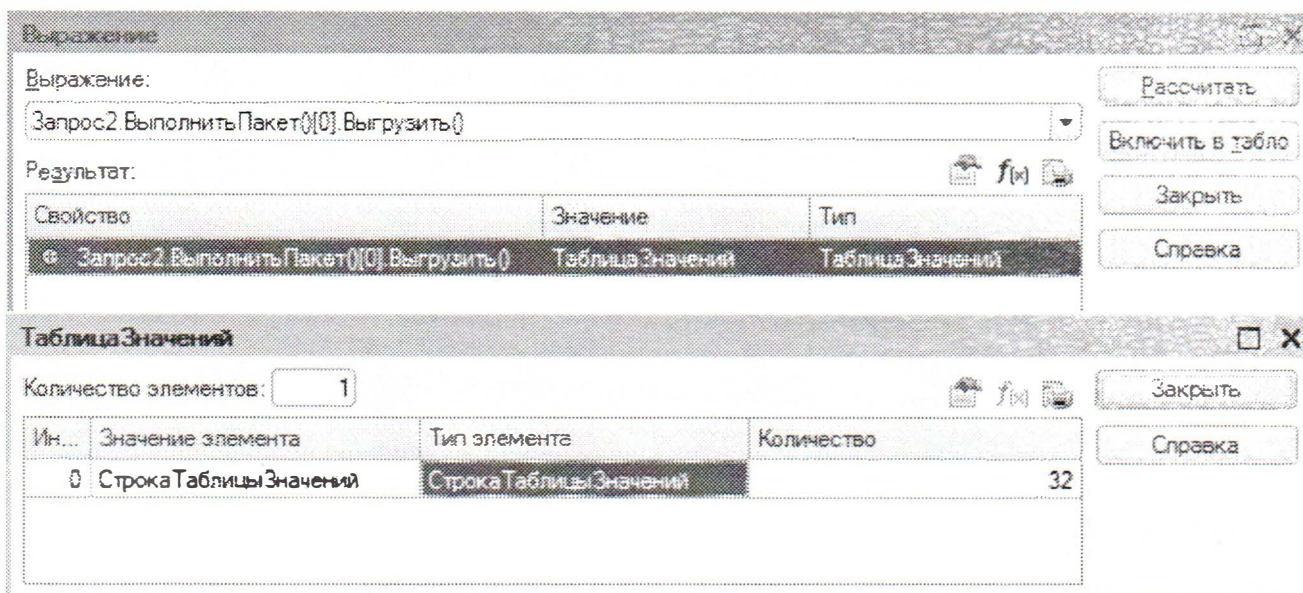 Выражение
Выражение:
Рассчитать
Запрос2.ВыполнитьПакет()[0].Выгрузить()
Включить в табло
Результат:
Закрыть
Свойство Значение Тип
Запрос2.ВыполнитьПакет()[0].Выгрузить() ТаблицаЗначений ТаблицаЗначений
Справка
ТаблицаЗначений
Количество элементов: 1
Закрыть
Ин... Значение элемента Тип элемента Количество
Справка
0 СтрокаТаблицыЗначений СтрокаТаблицыЗначений 32